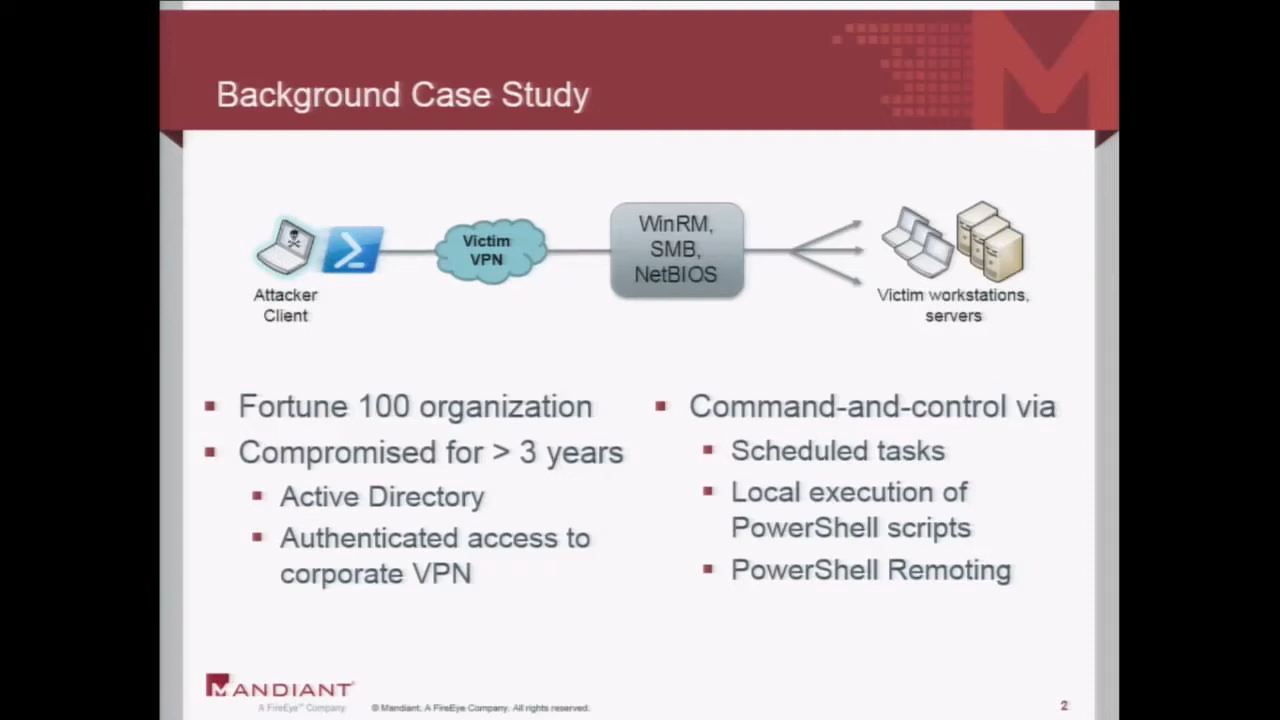 Background Case Study
Attacker
Client
Victim
VPN
WinRM,
SMB,
NetBIOS
Victim workstations,
servers
Fortune 100 organization
Compromised for > 3 years
Active Directory
Authenticated access to
corporate VPN
Command-and-control via
Scheduled tasks
Local execution of
PowerShell scripts
PowerShell Remoting
MANDIANT
A FireEye™ Company
© Mandiant, A FireEye Company. All rights reserved.
2